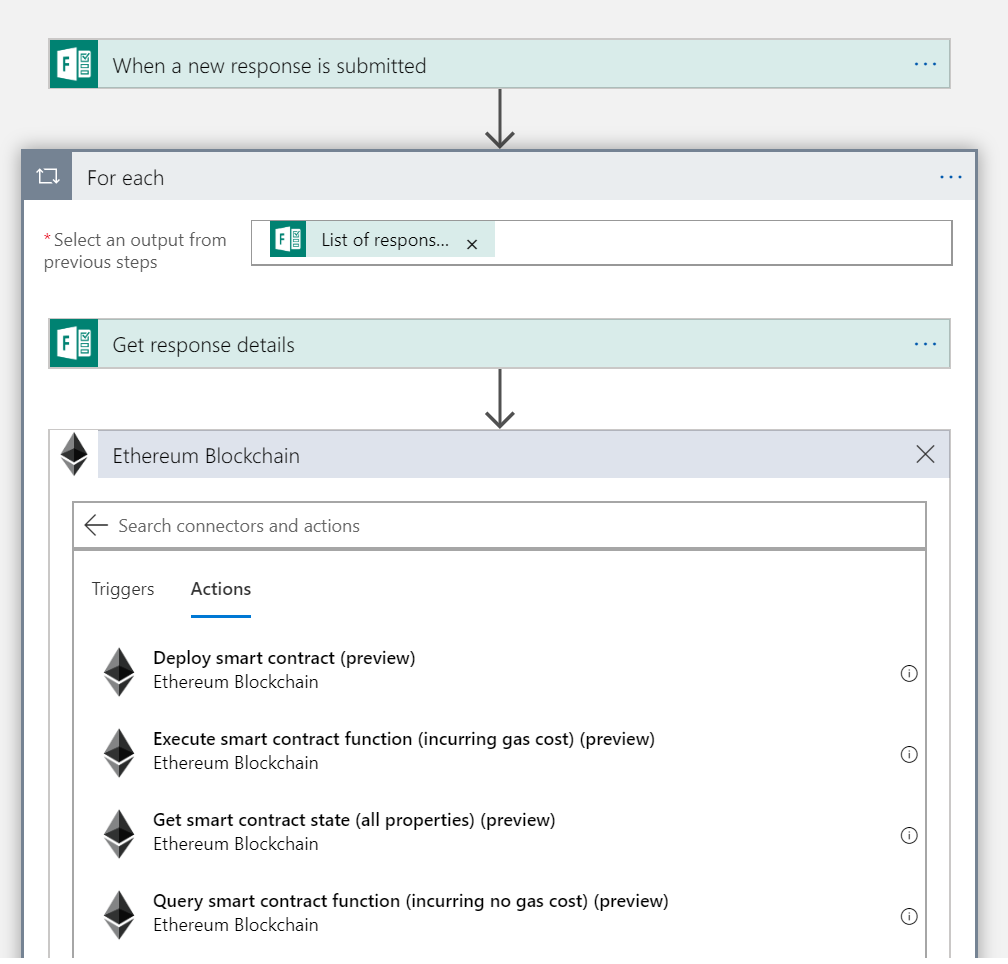 When a new response is submitted
For each
*Select an output from
previous steps
List of respons...
Get response details
Ethereum Blockchain
Search connectors and actions
Triggers
Actions
Deploy smart contract (preview)
Ethereum Blockchain
Execute smart contract function (incurring gas cost) (preview)
Ethereum Blockchain
Get smart contract state (all properties) (preview)
Ethereum Blockchain
Query smart contract function (incurring no gas cost) (preview)
Ethereum Blockchain